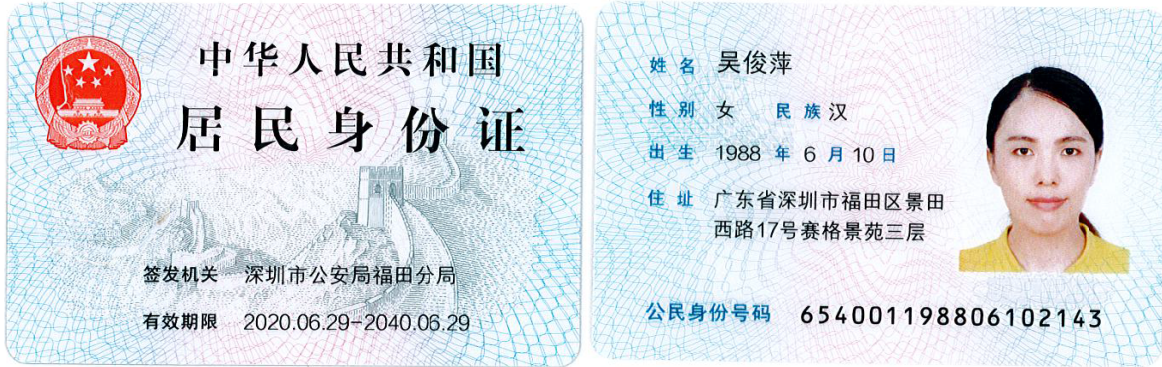 中华人民共和国
居民身份证
签发机关 深圳市公安局福田分局
有效期限 2020.06.29-2040.06.29
姓名 吴俊萍
性别 女 民族 汉
出生 1988 年 6 月 10 日
住址 广东省深圳市福田区景田
西路17号赛格景苑三层
公民身份号码 654001198806102143